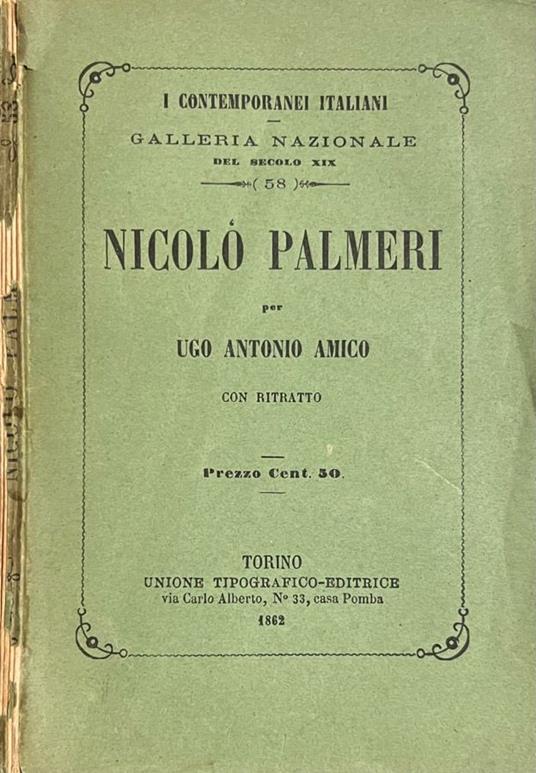 I CONTEMPORANEI ITALIANI
GALLERIA NAZIONALE
DEL SECOLO XIX
( 58 )
NICOLÓ PALMERI
per
UGO ANTONIO AMICO
CON RITRATTO
Prezzo Cent. 50.
TORINO
UNIONE TIPOGRAFICO-EDITRICE
via Carlo Alberto, Nº 33, casa Pomba
1862